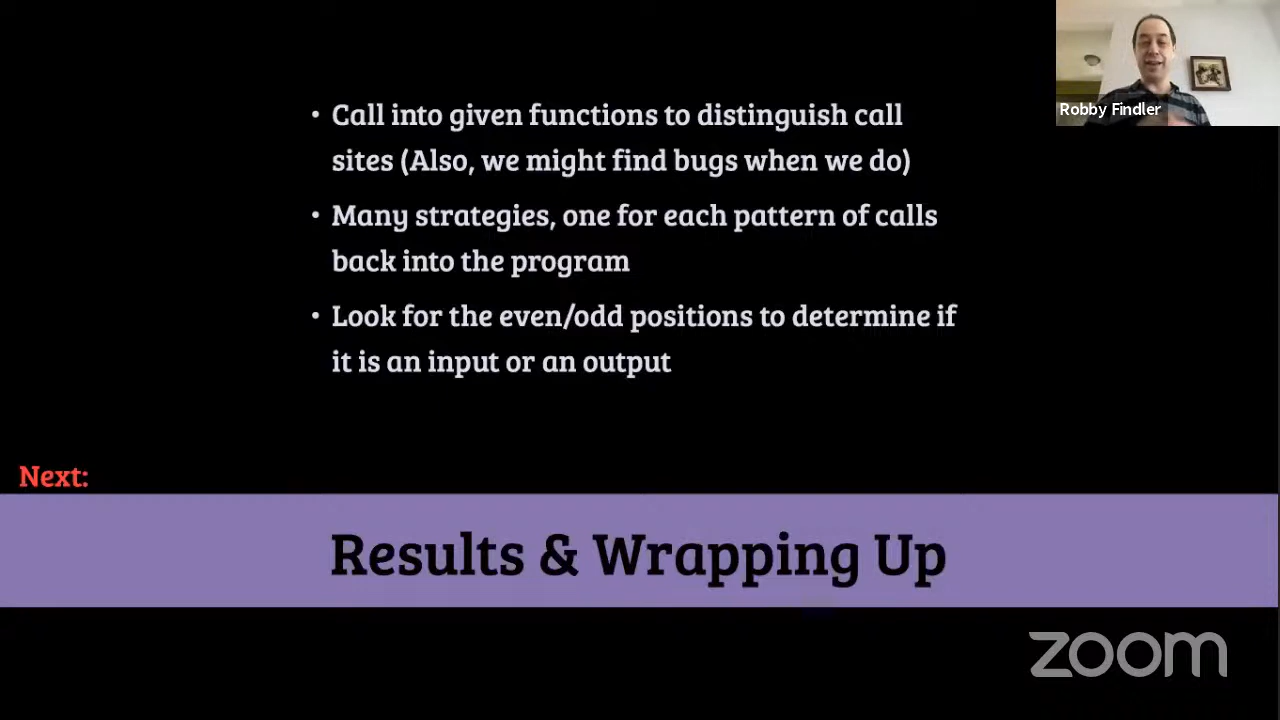 • Call into given functions to distinguish call
sites (Also, we might find bugs when we do)
• Many strategies, one for each pattern of calls
back into the program
• Look for the even/odd positions to determine if
it is an input or an output
Robby Findler
Next:
Results & Wrapping Up
zoom